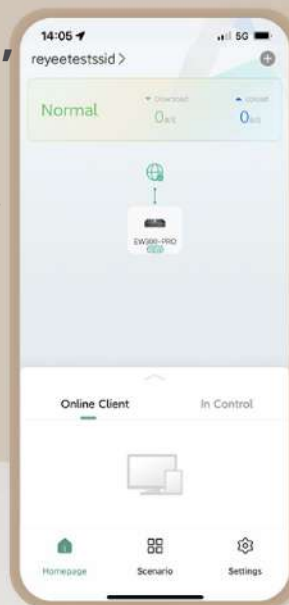 14:05
5G
reyeetestssid >
Normal
Download
0
Upload
0
EW300-PRO
Online Client
In Control
Homepage
Scenario
Settings